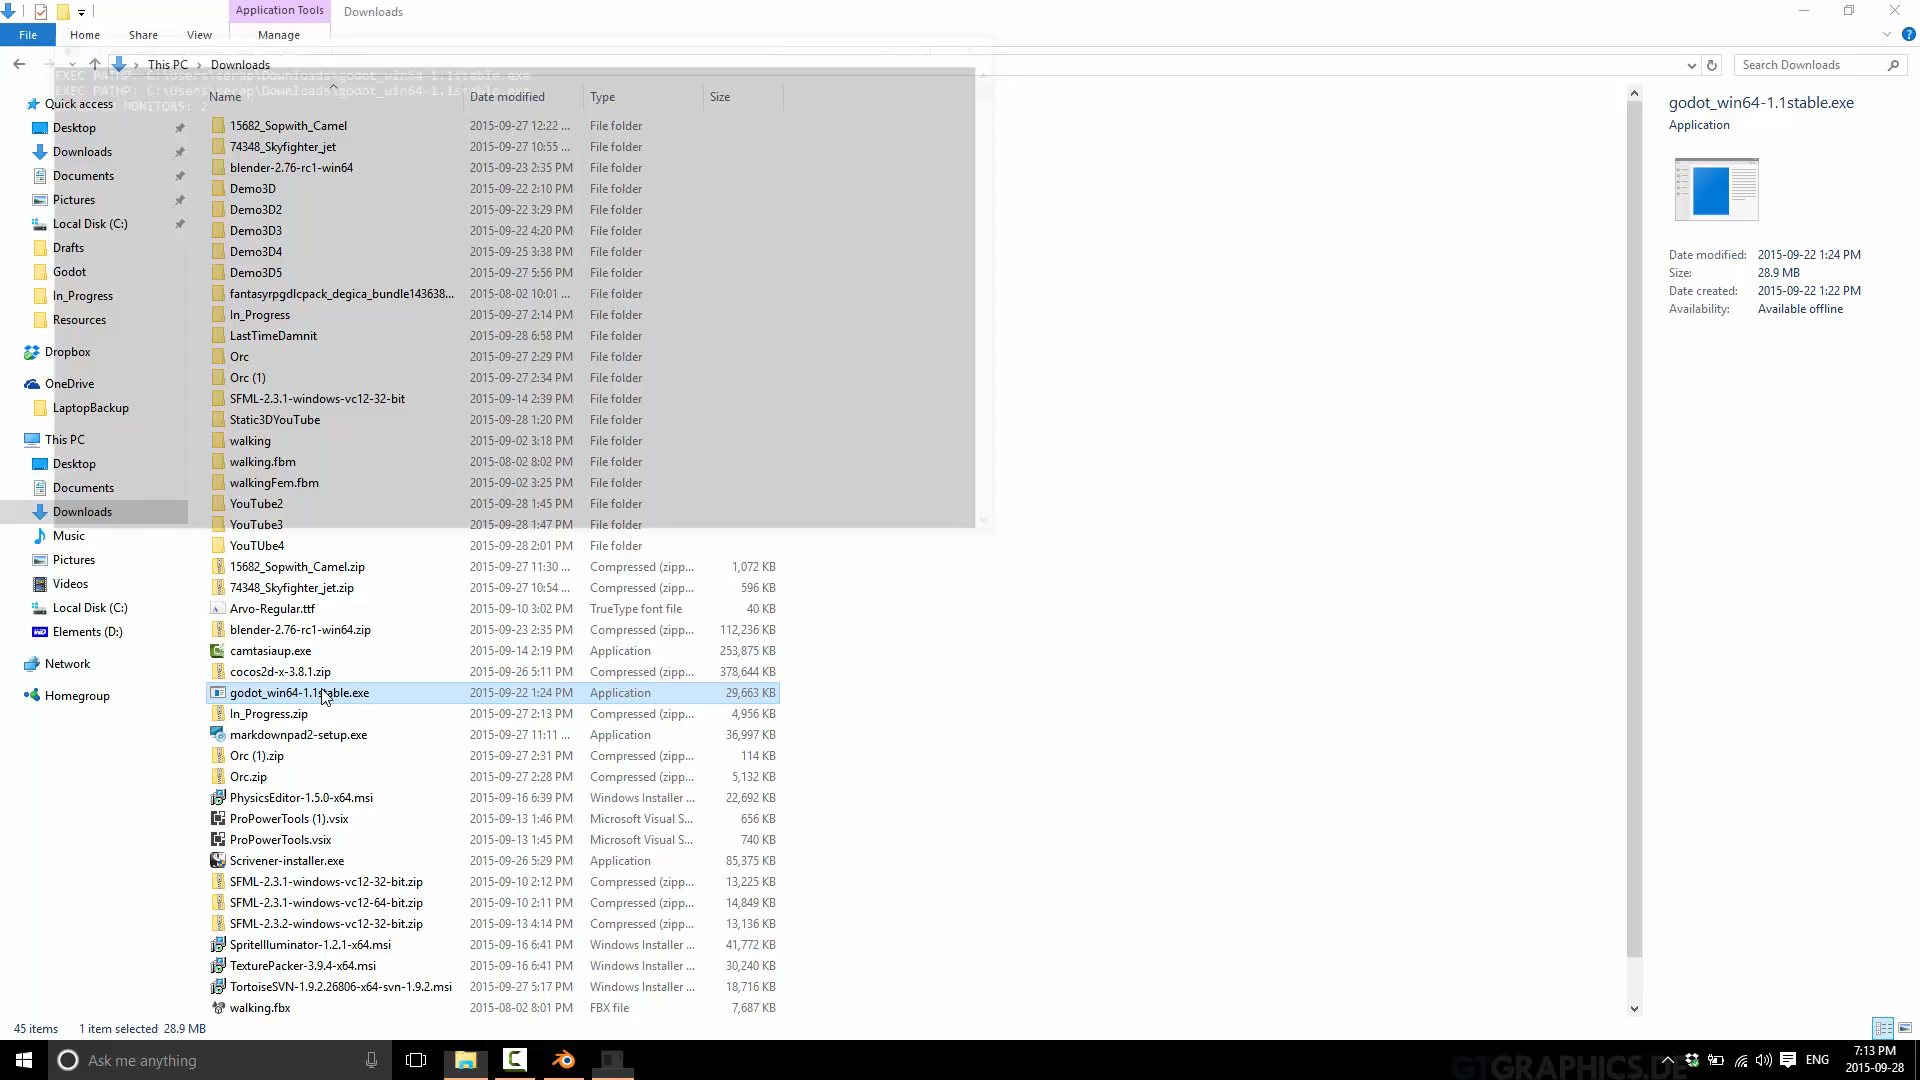 Application Tools Downloads
File Home Share View Manage
This PC Downloads Search Downloads
EXEC PATHP: C:\Users\serap\Downloads\godot_win64-1.1stable.exe
EXEC PATHP: C:\Users\serap\Downloads\godot_win64-1.1stable.exe
MONITORS: 2
Name Date modified Type Size
Quick access
Desktop
Downloads
Documents
Pictures
Local Disk (C:)
Drafts
Godot
In_Progress
Resources
Dropbox
OneDrive
LaptopBackup
This PC
Desktop
Documents
Downloads
Music
Pictures
Videos
Local Disk (C:)
Elements (D:)
Network
Homegroup
15682_Sopwith_Camel 2015-09-27 12:22 ... File folder
74348_Skyfighter_jet 2015-09-27 10:55 ... File folder
blender-2.76-rc1-win64 2015-09-23 2:35 PM File folder
Demo3D 2015-09-22 2:10 PM File folder
Demo3D2 2015-09-22 3:29 PM File folder
Demo3D3 2015-09-22 4:20 PM File folder
Demo3D4 2015-09-25 3:38 PM File folder
Demo3D5 2015-09-27 5:56 PM File folder
fantasyrpgdlcpack_degica_bundle143638... 2015-08-02 10:01 ... File folder
In_Progress 2015-09-27 2:14 PM File folder
LastTimeDamnit 2015-09-28 6:58 PM File folder
Orc 2015-09-27 2:29 PM File folder
Orc (1) 2015-09-27 2:34 PM File folder
SFML-2.3.1-windows-vc12-32-bit 2015-09-14 2:39 PM File folder
Static3DYouTube 2015-09-28 1:20 PM File folder
walking 2015-09-02 3:18 PM File folder
walking.fbm 2015-08-02 8:02 PM File folder
walkingFem.fbm 2015-09-02 3:25 PM File folder
YouTube2 2015-09-28 1:45 PM File folder
YouTube3 2015-09-28 1:47 PM File folder
YouTUbe4 2015-09-28 2:01 PM File folder
15682_Sopwith_Camel.zip 2015-09-27 11:30 ... Compressed (zipp... 1,072 KB
74348_Skyfighter_jet.zip 2015-09-27 10:54 ... Compressed (zipp... 596 KB
Arvo-Regular.ttf 2015-09-10 3:02 PM TrueType font file 40 KB
blender-2.76-rc1-win64.zip 2015-09-23 2:35 PM Compressed (zipp... 112,236 KB
camtasiaup.exe 2015-09-14 2:19 PM Application 253,875 KB
cocos2d-x-3.8.1.zip 2015-09-26 5:11 PM Compressed (zipp... 378,644 KB
godot_win64-1.1stable.exe 2015-09-22 1:24 PM Application 29,663 KB
In_Progress.zip 2015-09-27 2:13 PM Compressed (zipp... 4,956 KB
markdownpad2-setup.exe 2015-09-27 11:11 ... Application 36,997 KB
Orc (1).zip 2015-09-27 2:31 PM Compressed (zipp... 114 KB
Orc.zip 2015-09-27 2:28 PM Compressed (zipp... 5,132 KB
PhysicsEditor-1.5.0-x64.msi 2015-09-16 6:39 PM Windows Installer ... 22,692 KB
ProPowerTools (1).vsix 2015-09-13 1:46 PM Microsoft Visual S... 656 KB
ProPowerTools.vsix 2015-09-13 1:45 PM Microsoft Visual S... 740 KB
Scrivener-installer.exe 2015-09-26 5:29 PM Application 85,375 KB
SFML-2.3.1-windows-vc12-32-bit.zip 2015-09-10 2:12 PM Compressed (zipp... 13,225 KB
SFML-2.3.1-windows-vc12-64-bit.zip 2015-09-10 2:11 PM Compressed (zipp... 14,849 KB
SFML-2.3.2-windows-vc12-32-bit.zip 2015-09-13 4:14 PM Compressed (zipp... 13,136 KB
SpriteIlluminator-1.2.1-x64.msi 2015-09-16 6:41 PM Windows Installer ... 41,772 KB
TexturePacker-3.9.4-x64.msi 2015-09-16 6:41 PM Windows Installer ... 30,240 KB
TortoiseSVN-1.9.2.26806-x64-svn-1.9.2.msi 2015-09-27 5:17 PM Windows Installer ... 18,716 KB
walking.fbx 2015-08-02 8:01 PM FBX file 7,687 KB
godot_win64-1.1stable.exe
Application
Date modified: 2015-09-22 1:24 PM
Size: 28.9 MB
Date created: 2015-09-22 1:22 PM
Availability: Available offline
45 items 1 item selected 28.9 MB
Ask me anything
GTGRAPHICS.DE
ENG
7:13 PM
2015-09-28